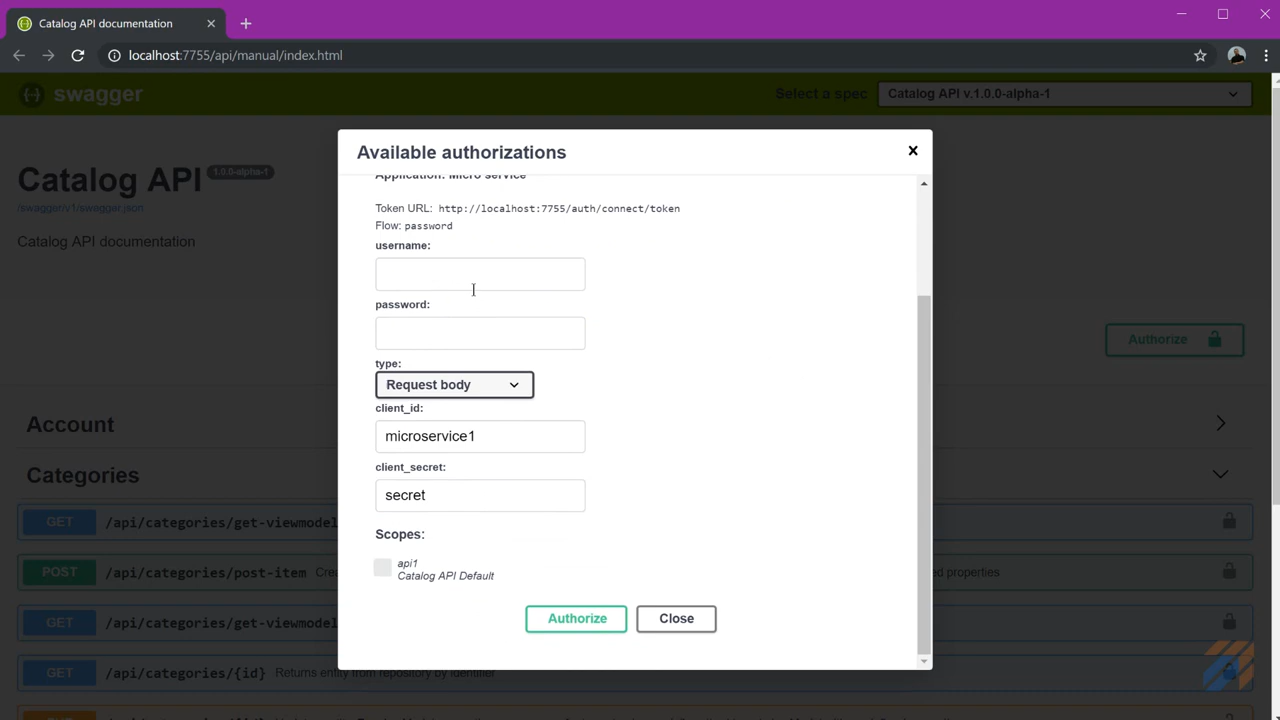 Catalog API documentation
localhost:7755/api/manual/index.html
swagger
Select a spec
Catalog API v.1.0.0-alpha-1
Available authorizations
Catalog API 1.0.0-alpha-1
/swagger/v1/swagger.json
Catalog API documentation
Application: Micro service
Token URL: http://localhost:7755/auth/connect/token
Flow: password
username:
password:
type:
Request body
client_id:
microservice1
client_secret:
secret
Scopes:
api1
Catalog API Default
Authorize
Close
Authorize
Account
Categories
GET /api/categories/get-viewmodel
POST /api/categories/post-item Cre
properties
GET /api/categories/get-viewmodel
GET /api/categories/{id} Returns entity from repository by identifier